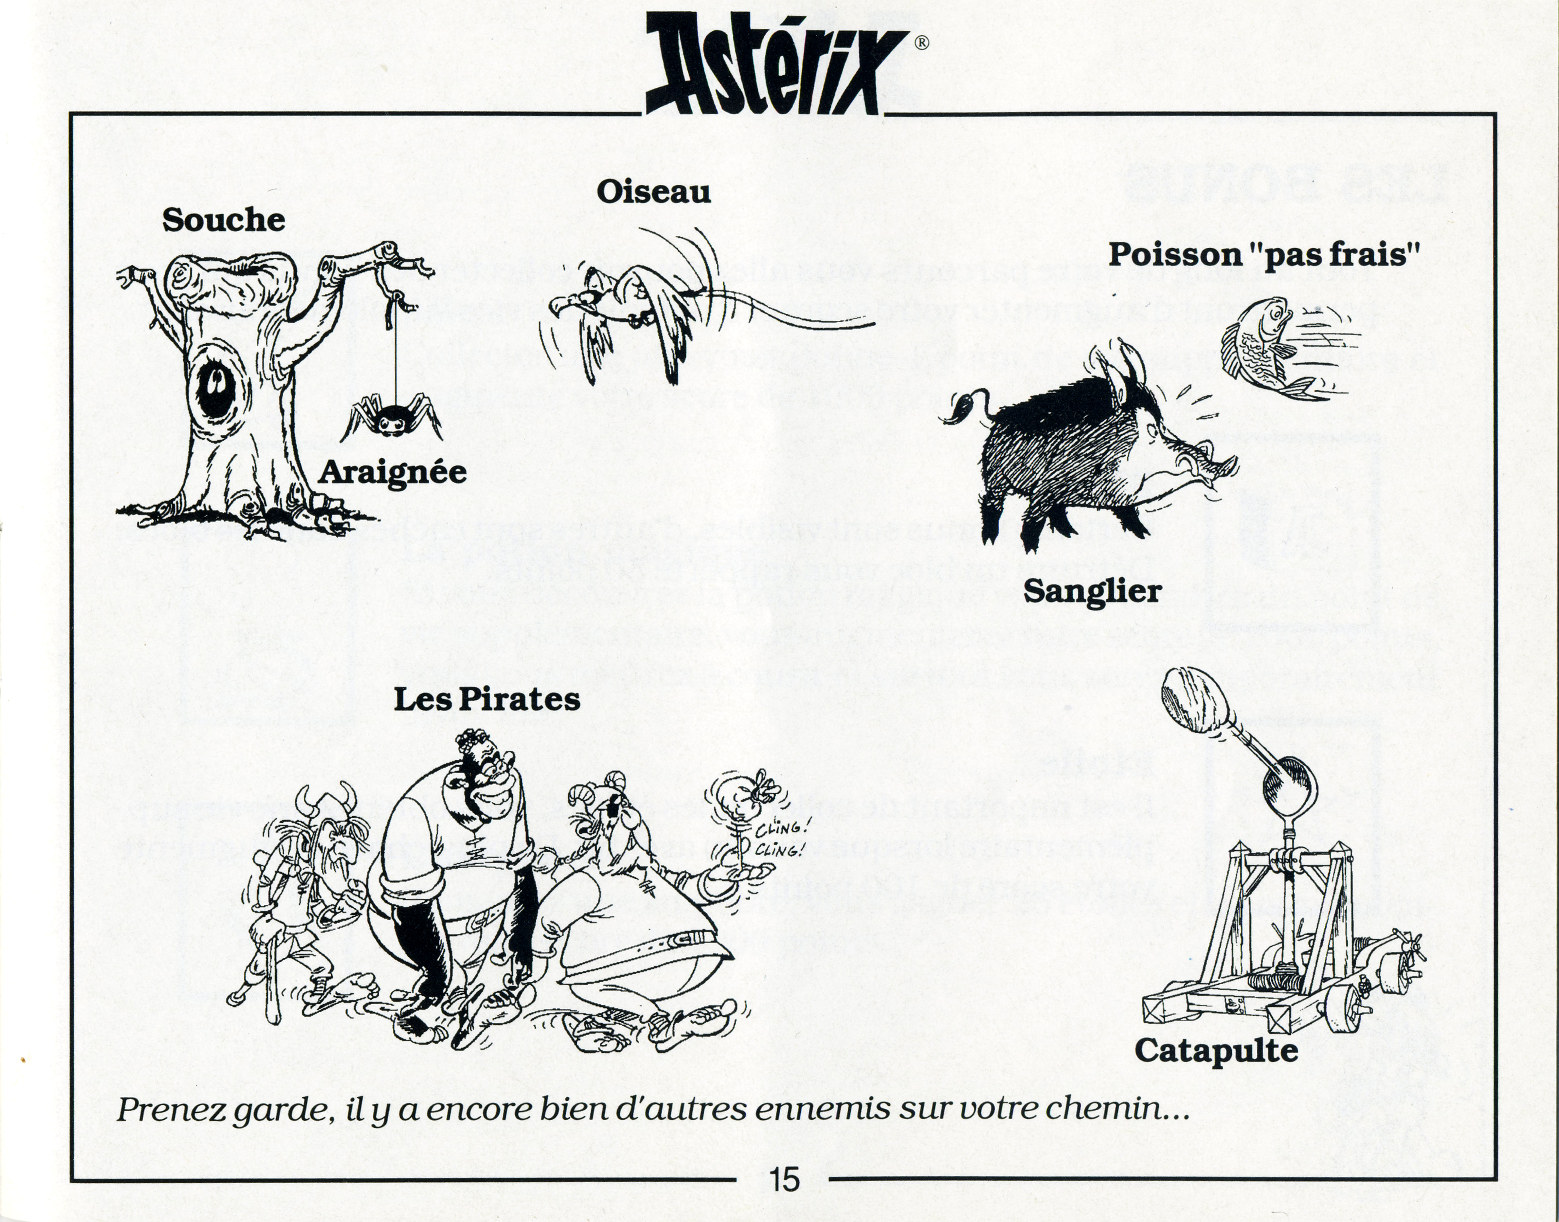 Astérix ®
Oiseau
Souche
Poisson "pas frais"
Araignée
Sanglier
Les Pirates
CLING!
CLING!
Catapulte
Prenez garde, il y a encore bien d'autres ennemis sur votre chemin...
15